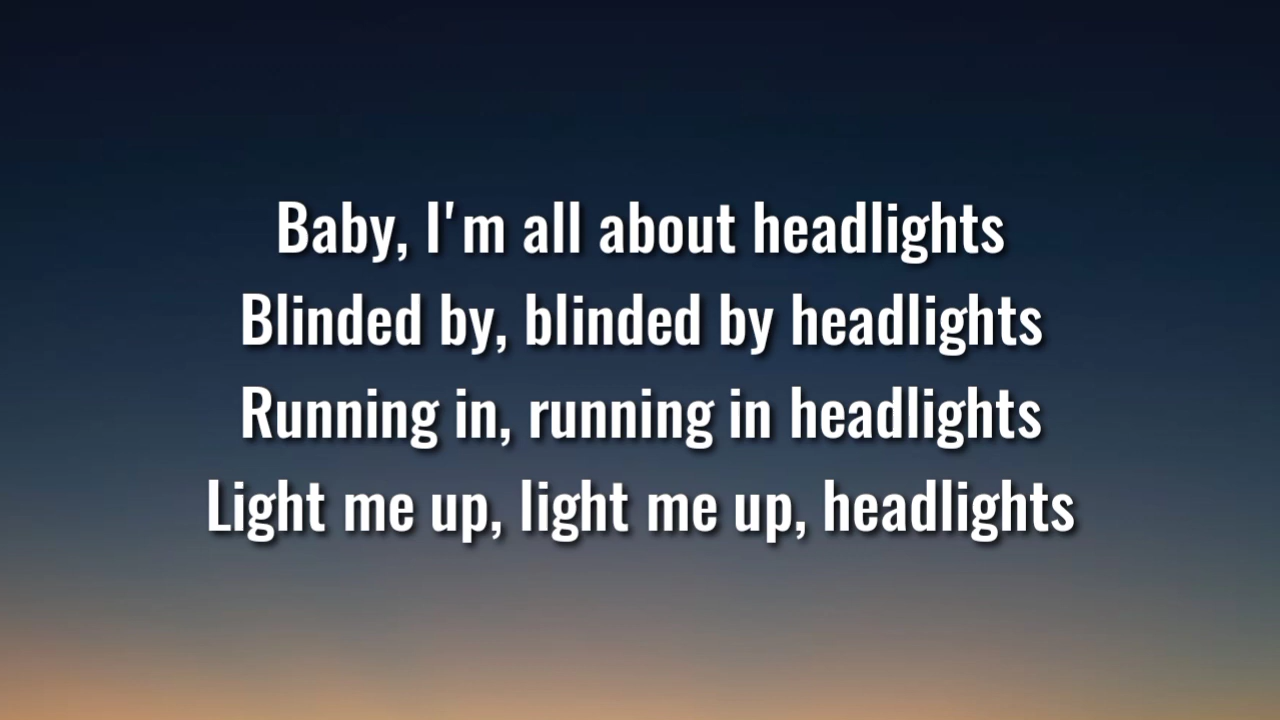 Baby, I'm all about headlights
Blinded by, blinded by headlights
Running in, running in headlights
Light me up, light me up, headlights